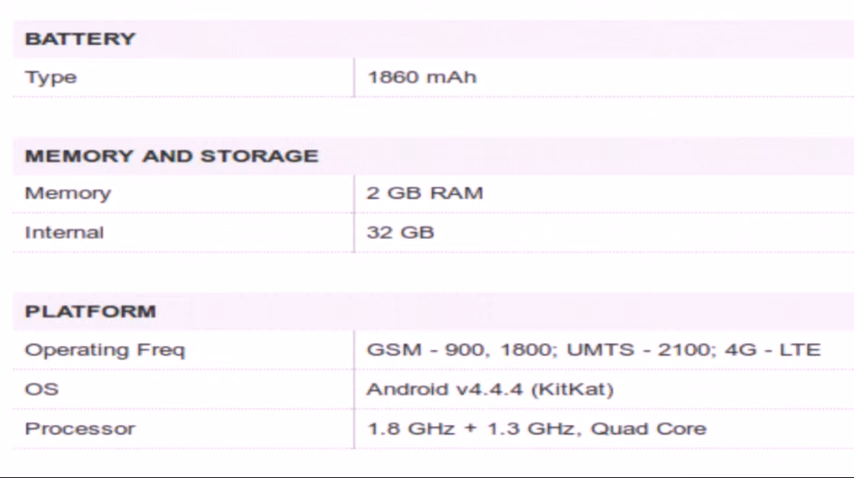 BATTERY
Type 1860 mAh
MEMORY AND STORAGE
Memory 2 GB RAM
Internal 32 GB
PLATFORM
Operating Freq GSM - 900, 1800; UMTS - 2100; 4G - LTE
OS Android v4.4.4 (KitKat)
Processor 1.8 GHz + 1.3 GHz, Quad Core